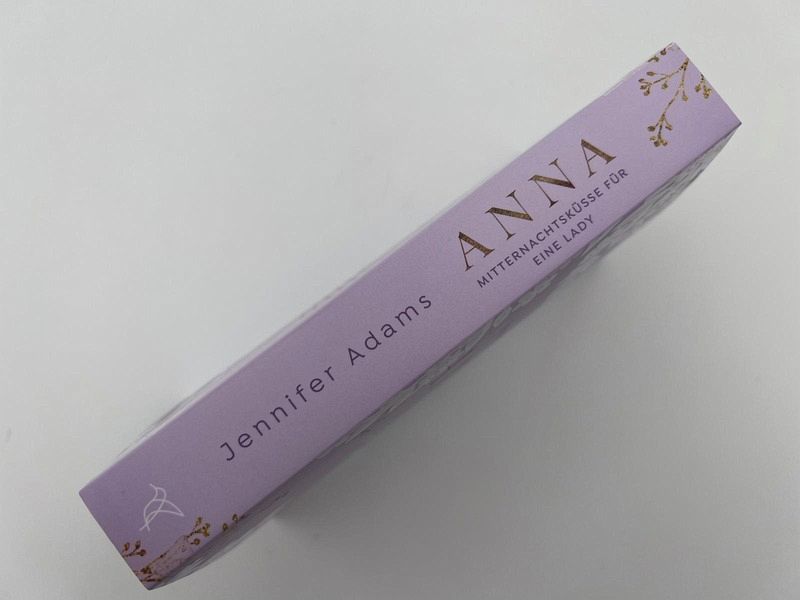 Jennifer Adams
ANNA
MITTERNACHTSKÜSSE FÜR
EINE LADY